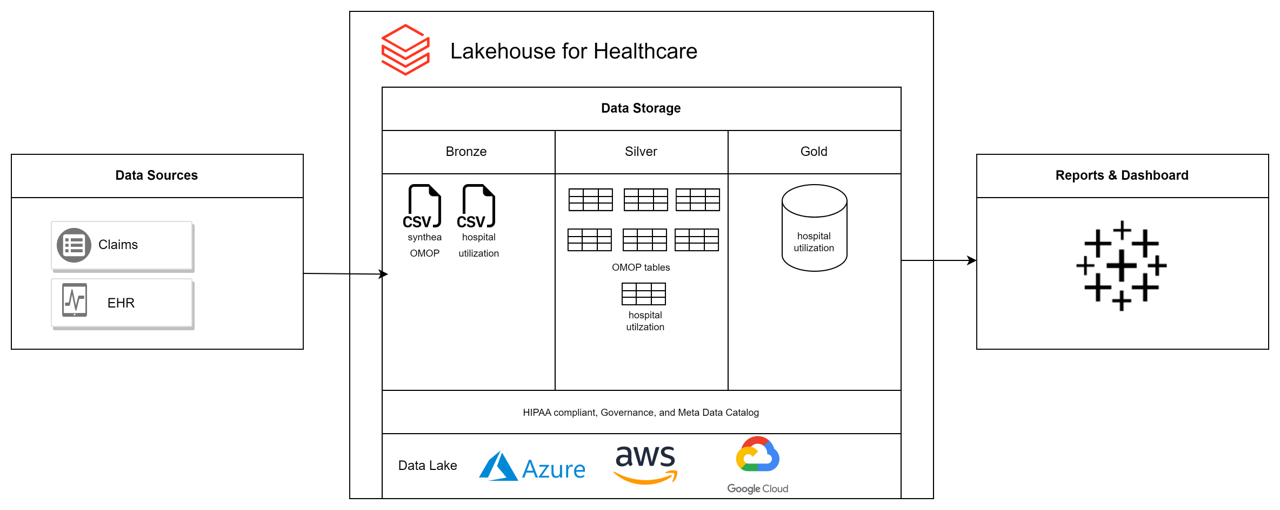 Lakehouse for Healthcare
Data Storage
Bronze
Silver
Gold
Data Sources
Claims
EHR
CSV
CSV
synthea
OMOP
hospital
utilization
OMOP tables
hospital
utilzation
hospital
utilization
HIPAA compliant, Governance, and Meta Data Catalog
Data Lake
Azure
aws
Google Cloud
Reports & Dashboard